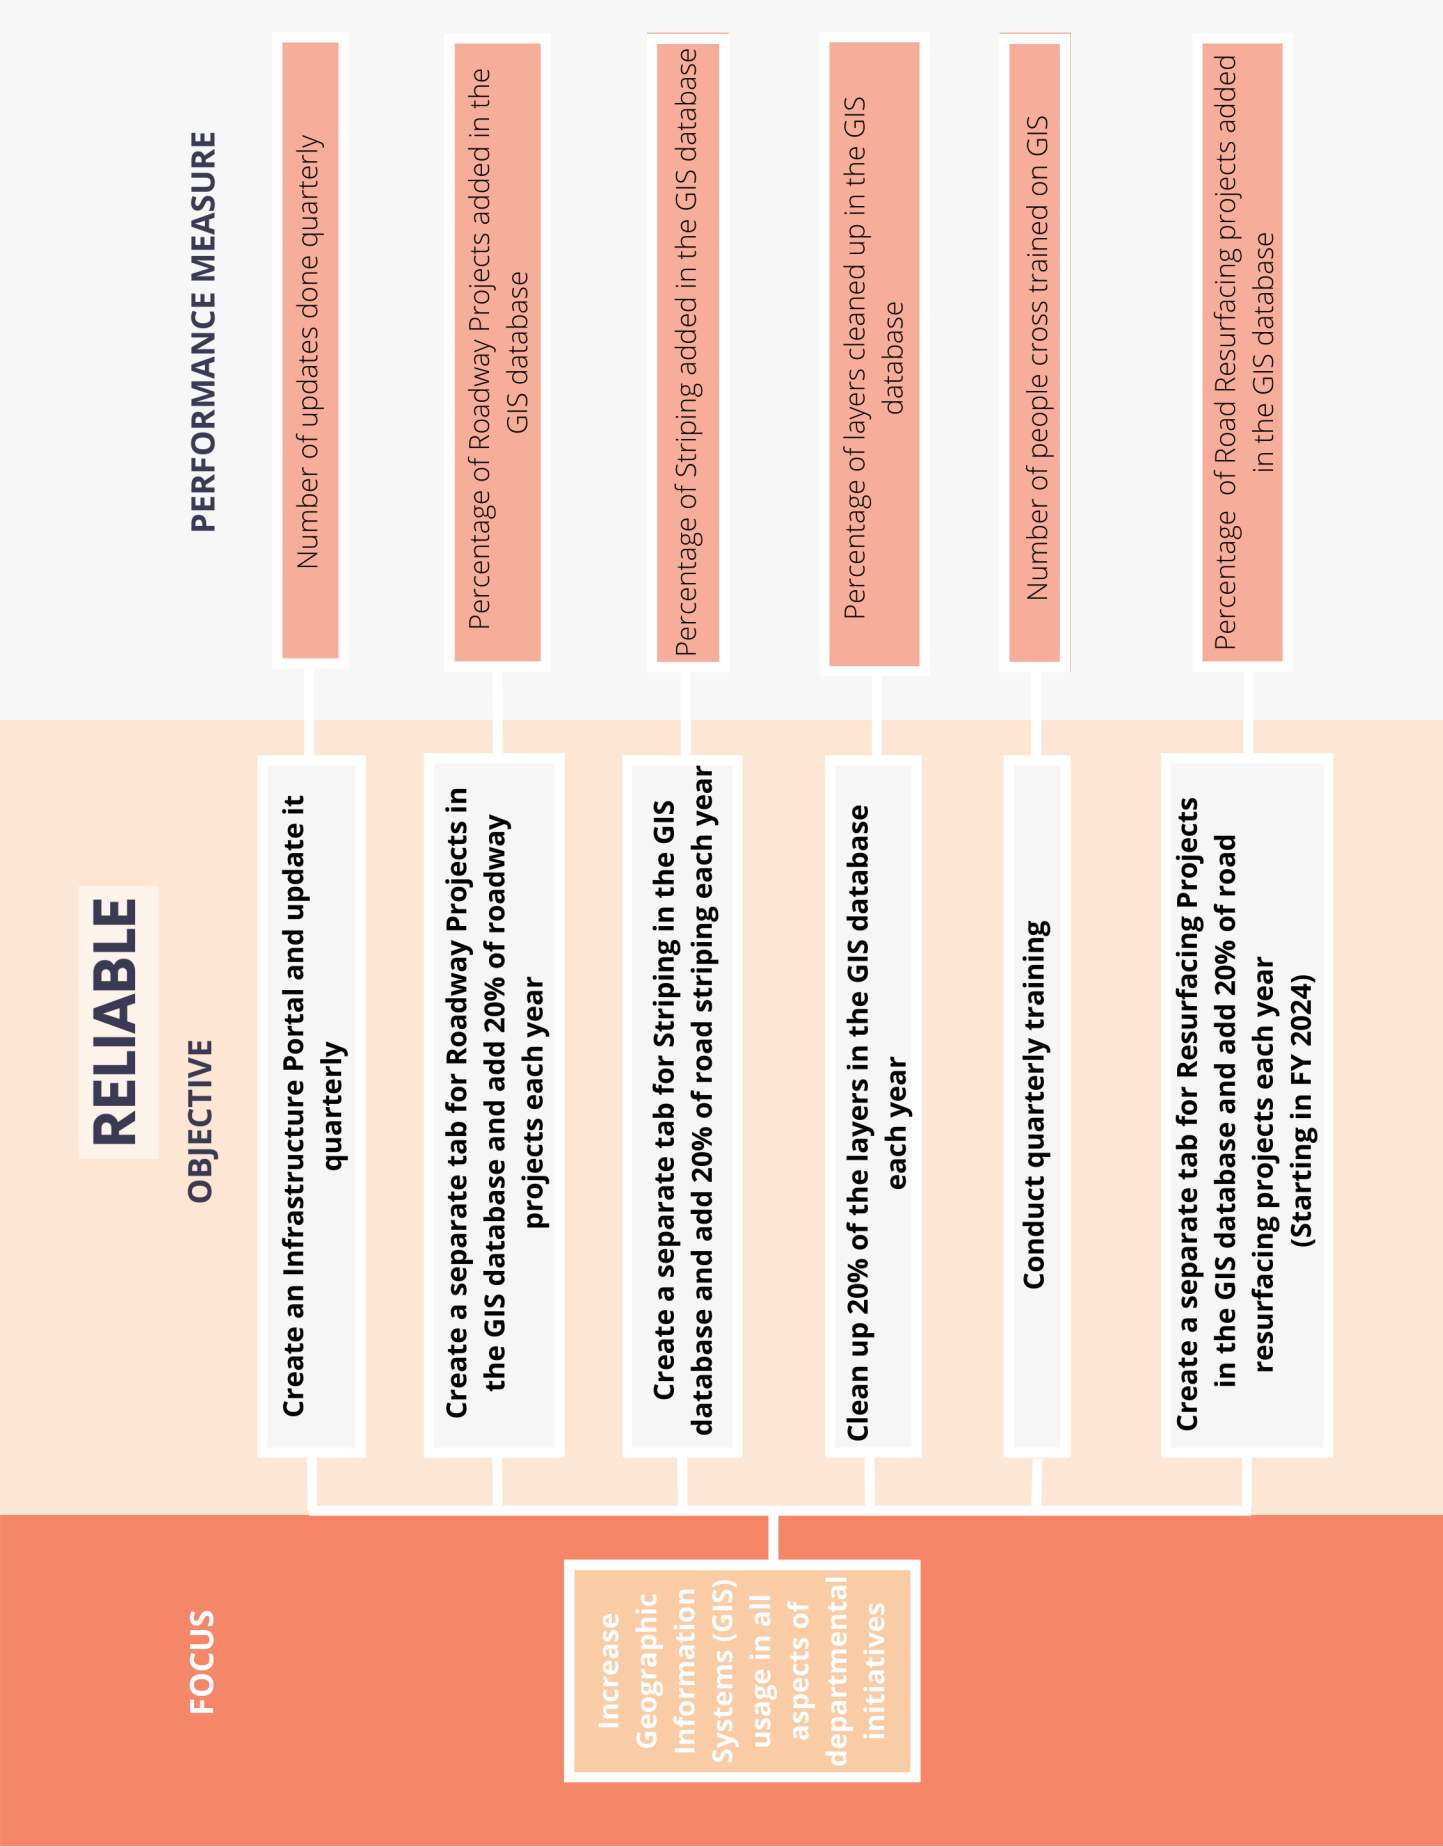 RELIABLE
FOCUS
OBJECTIVE
PERFORMANCE MEASURE
Increase
Geographic
Information
Systems (GIS)
usage in all
aspects of
departmental
initiatives
Create an Infrastructure Portal and update it
quarterly
Number of updates done quarterly
Create a separate tab for Roadway Projects in
the GIS database and add 20% of roadway
projects each year
Percentage of Roadway Projects added in the
GIS database
Create a separate tab for Striping in the GIS
database and add 20% of road striping each year
Percentage of Striping added in the GIS database
Clean up 20% of the layers in the GIS database
each year
Percentage of layers cleaned up in the GIS
database
Conduct quarterly training
Number of people cross trained on GIS
Create a separate tab for Resurfacing Projects
in the GIS database and add 20% of road
resurfacing projects each year
(Starting in FY 2024)
Percentage  of Road Resurfacing projects added
in the GIS database